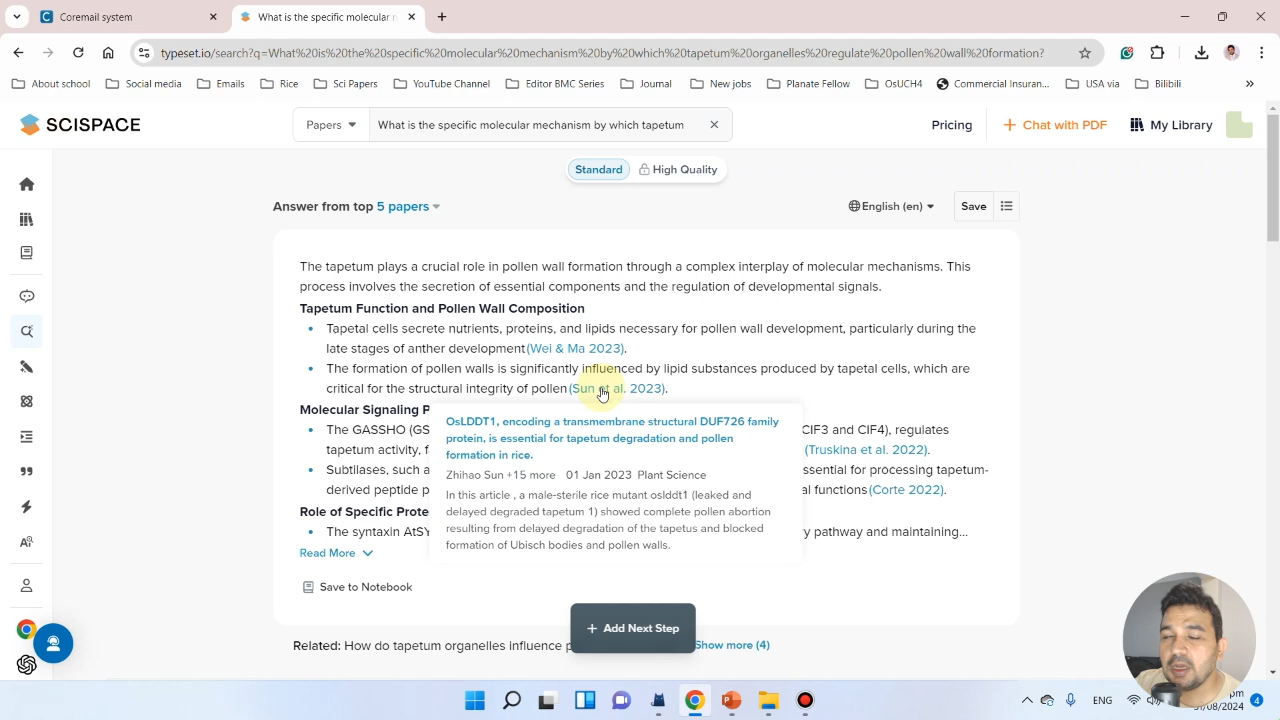 Coremail system
What is the specific molecular r
typeset.io/search?q=What%20is%20the%20specific%20molecular%20mechanism%20by%20which%20tapetum%20organelles%20regulate%20pollen%20wall%20formation?
About school
Social media
Emails
Rice
Sci Papers
YouTube Channel
Editor BMC Series
Journal
New jobs
Planate Fellow
OsUCH4
Commercial Insuran...
USA via
Bilibili
SCISPACE
Papers
What is the specific molecular mechanism by which tapetum
Pricing
Chat with PDF
My Library
Standard
High Quality
Answer from top 5 papers
English (en)
Save
The tapetum plays a crucial role in pollen wall formation through a complex interplay of molecular mechanisms. This
process involves the secretion of essential components and the regulation of developmental signals.
Tapetum Function and Pollen Wall Composition
• Tapetal cells secrete nutrients, proteins, and lipids necessary for pollen wall development, particularly during the
late stages of anther development (Wei & Ma 2023).
• The formation of pollen walls is significantly influenced by lipid substances produced by tapetal cells, which are
critical for the structural integrity of pollen (Sun et al. 2023).
Molecular Signaling P
• The GASSHO (GS
CIF3 and CIF4), regulates
tapetum activity, f
(Truskina et al. 2022).
• Subtilases, such a
ssential for processing tapetum-
derived peptide p
al functions (Corte 2022).
Role of Specific Prote
• The syntaxin AtSY
y pathway and maintaining...
OsLDDT1, encoding a transmembrane structural DUF726 family
protein, is essential for tapetum degradation and pollen
formation in rice.
Zhihao Sun +15 more 01 Jan 2023 Plant Science
In this article , a male-sterile rice mutant oslddt1 (leaked and
delayed degraded tapetum 1) showed complete pollen abortion
resulting from delayed degradation of the tapetus and blocked
formation of Ubisch bodies and pollen walls.
Read More
Save to Notebook
+ Add Next Step
Related: How do tapetum organelles Influence p
Show more (4)
ENG
pm
31/08/2024
4